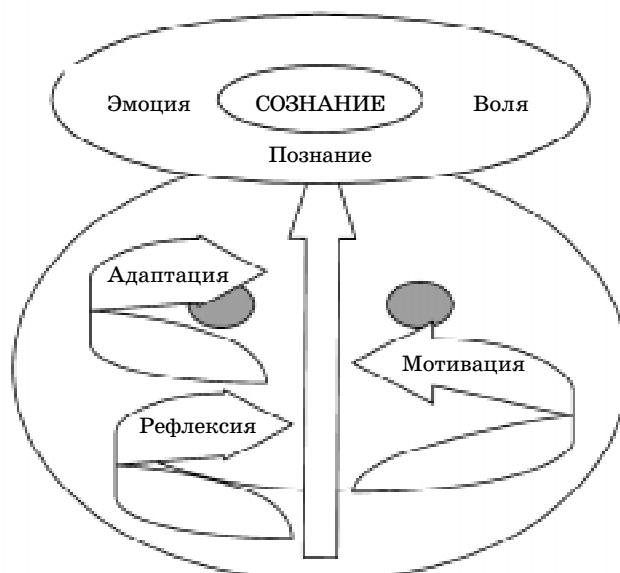 Эмоция СОЗНАНИЕ Воля
Познание
Адаптация
Мотивация
Рефлексия